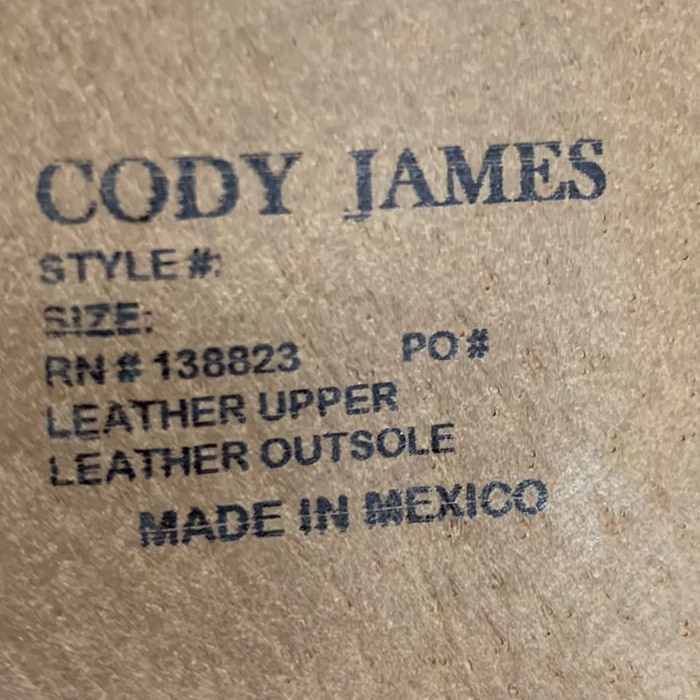 CODY JAMES
STYLE #:
SIZE:
RN # 138823 PO #
LEATHER UPPER
LEATHER OUTSOLE
MADE IN MEXICO